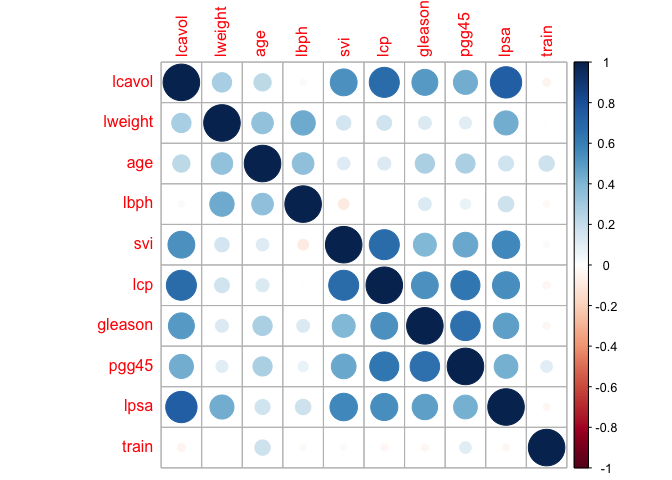 lcavol
lweight
age
lbph
svi
lcp
gleason
pgg45
lpsa
train
lcavol
lweight
age
lbph
svi
lcp
gleason
pgg45
lpsa
train
1
0.8
0.6
0.4
0.2
0
-0.2
-0.4
-0.6
-0.8
-1